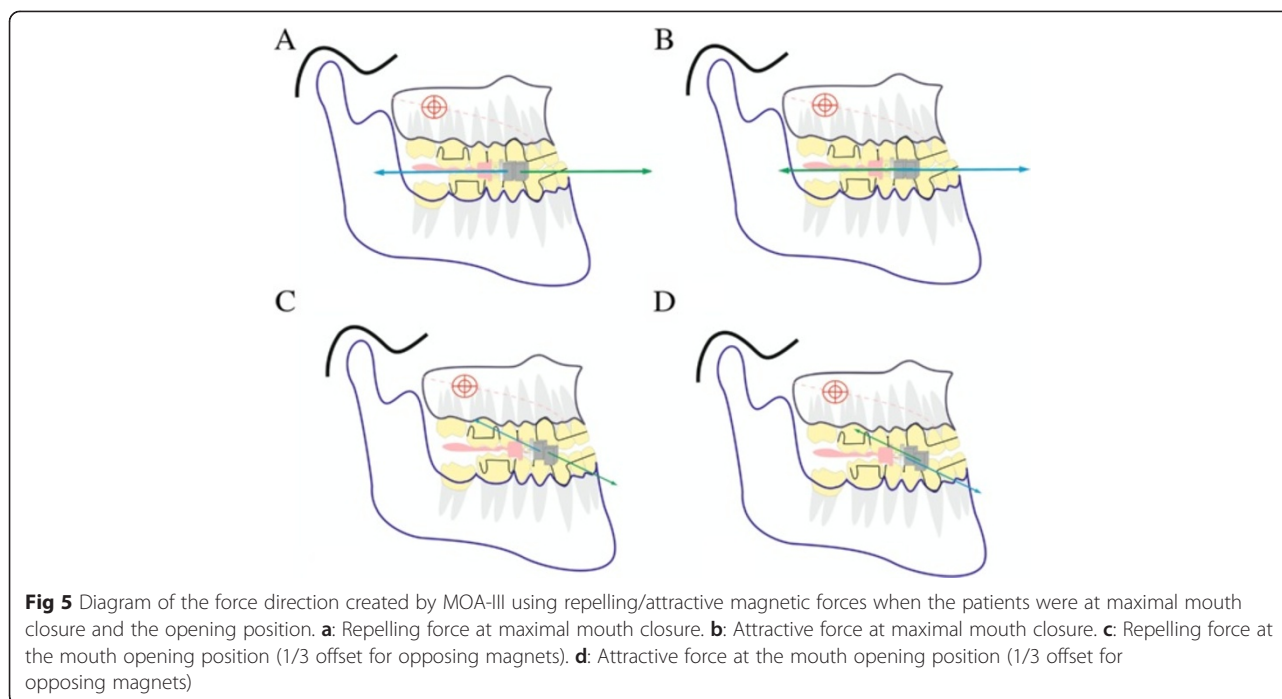 A
B
C
D
Fig 5 Diagram of the force direction created by MOA-III using repelling/attractive magnetic forces when the patients were at maximal mouth
closure and the opening position. a: Repelling force at maximal mouth closure. b: Attractive force at maximal mouth closure. c: Repelling force at
the mouth opening position (1/3 offset for opposing magnets). d: Attractive force at the mouth opening position (1/3 offset for
opposing magnets)